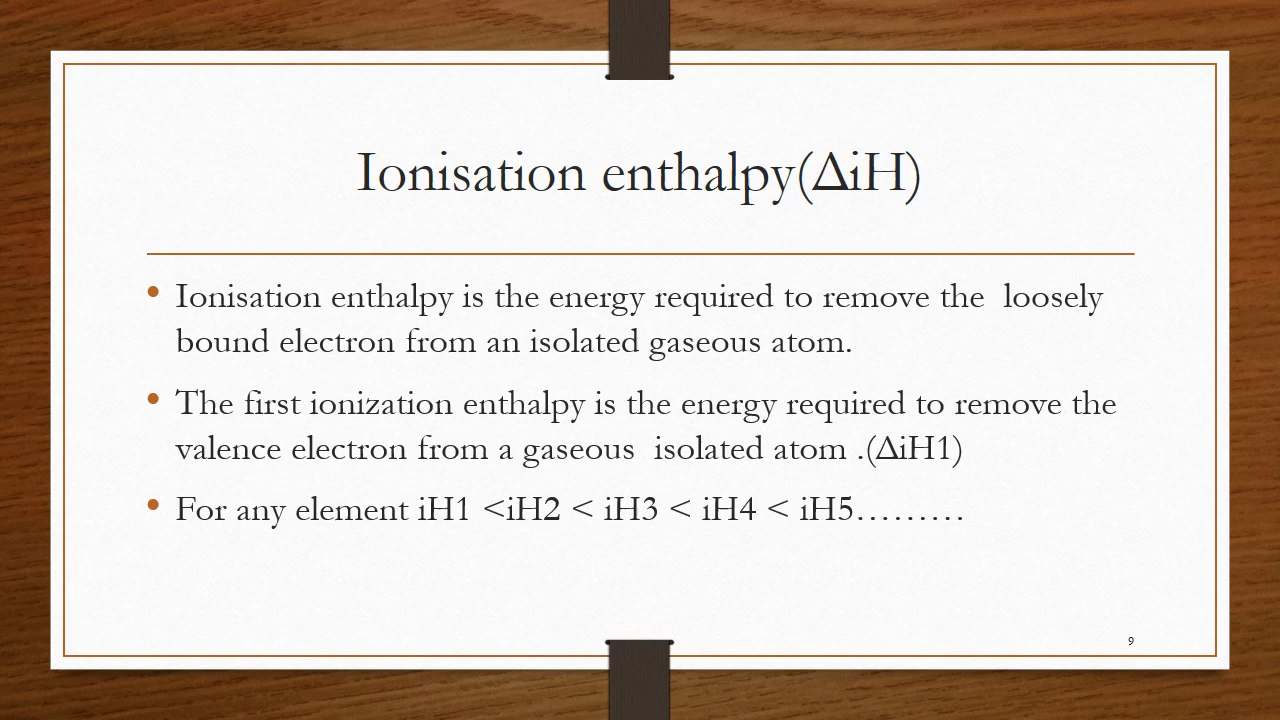 Ionisation enthalpy(ΔiH)
• Ionisation enthalpy is the energy required to remove the  loosely
bound electron from an isolated gaseous atom.
• The first ionization enthalpy is the energy required to remove the
valence electron from a gaseous  isolated atom .(ΔiH1)
• For any element iH1 <iH2 < iH3 < iH4 < iH5………
9